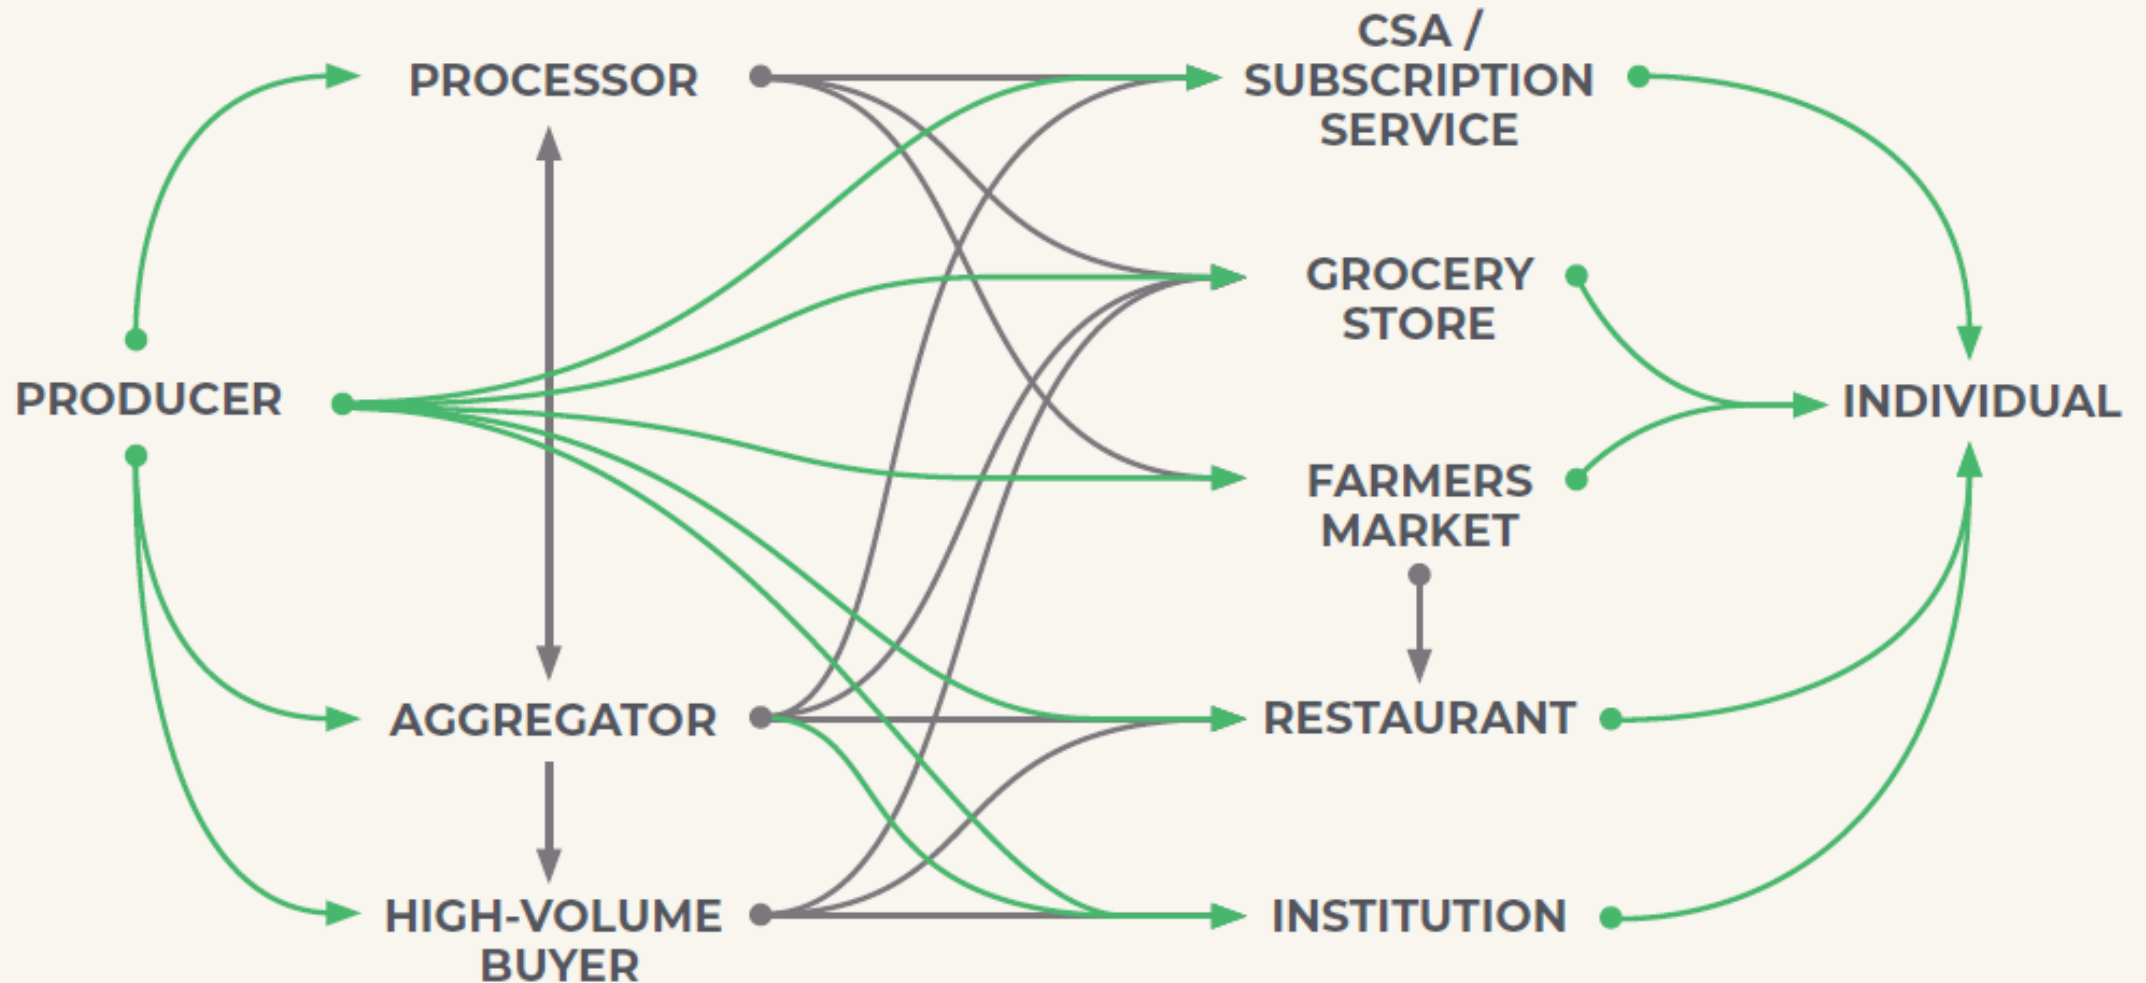 PRODUCER
PROCESSOR
AGGREGATOR
HIGH-VOLUME
BUYER
CSA /
SUBSCRIPTION
SERVICE
GROCERY
STORE
FARMERS
MARKET
RESTAURANT
INSTITUTION
INDIVIDUAL